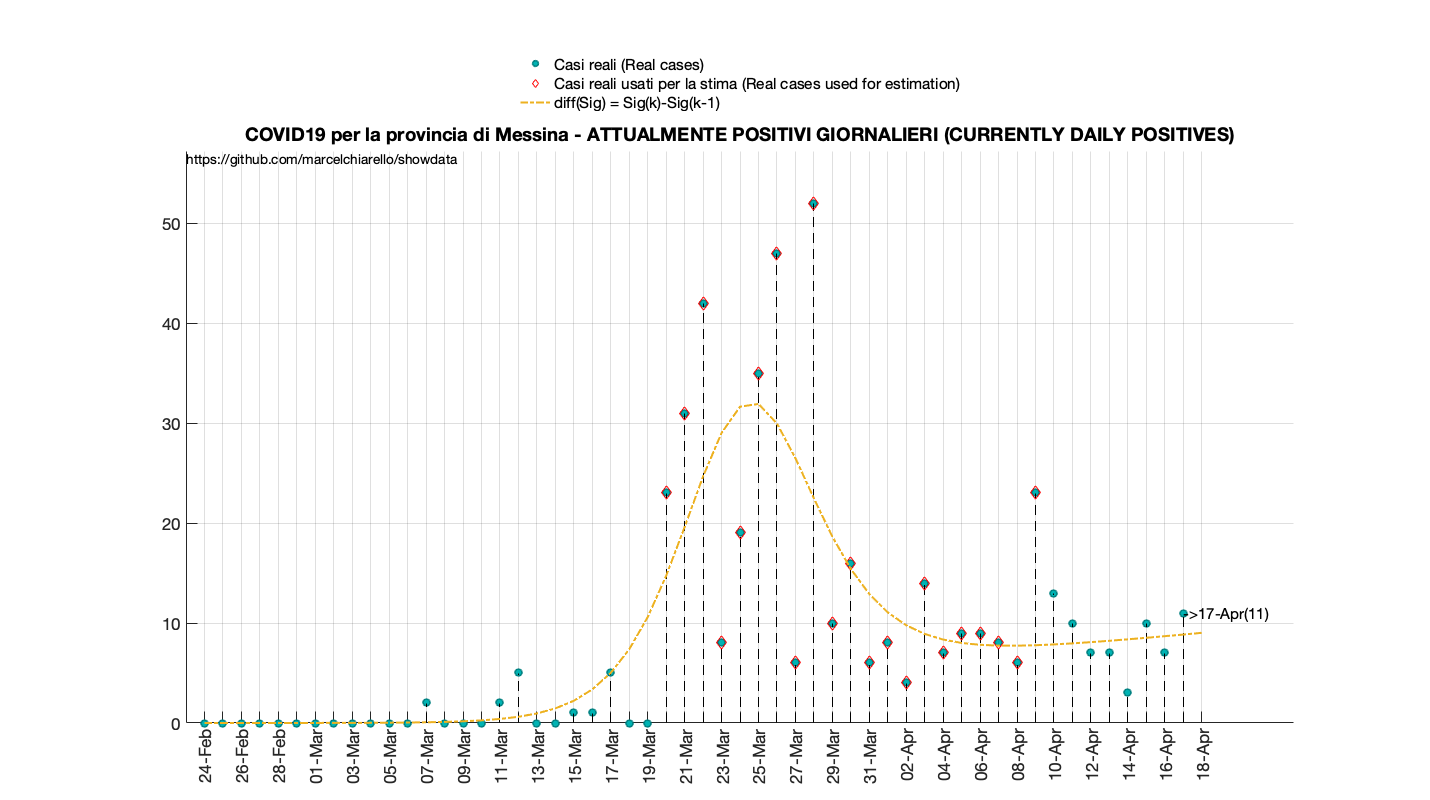 Casi reali (Real cases)
Casi reali usati per la stima (Real cases used for estimation)
diff(Sig) = Sig(k)-Sig(k-1)
COVID19 per la provincia di Messina - ATTUALMENTE POSITIVI GIORNALIERI (CURRENTLY DAILY POSITIVES)
https://github.com/marcelchiarello/showdata
50
40
30
20
10
0
->17-Apr(11)
24-Feb
26-Feb
28-Feb
01-Mar
03-Mar
05-Mar
07-Mar
09-Mar
11-Mar
13-Mar
15-Mar
17-Mar
19-Mar
21-Mar
23-Mar
25-Mar
27-Mar
29-Mar
31-Mar
02-Apr
04-Apr
06-Apr
08-Apr
10-Apr
12-Apr
14-Apr
16-Apr
18-Apr